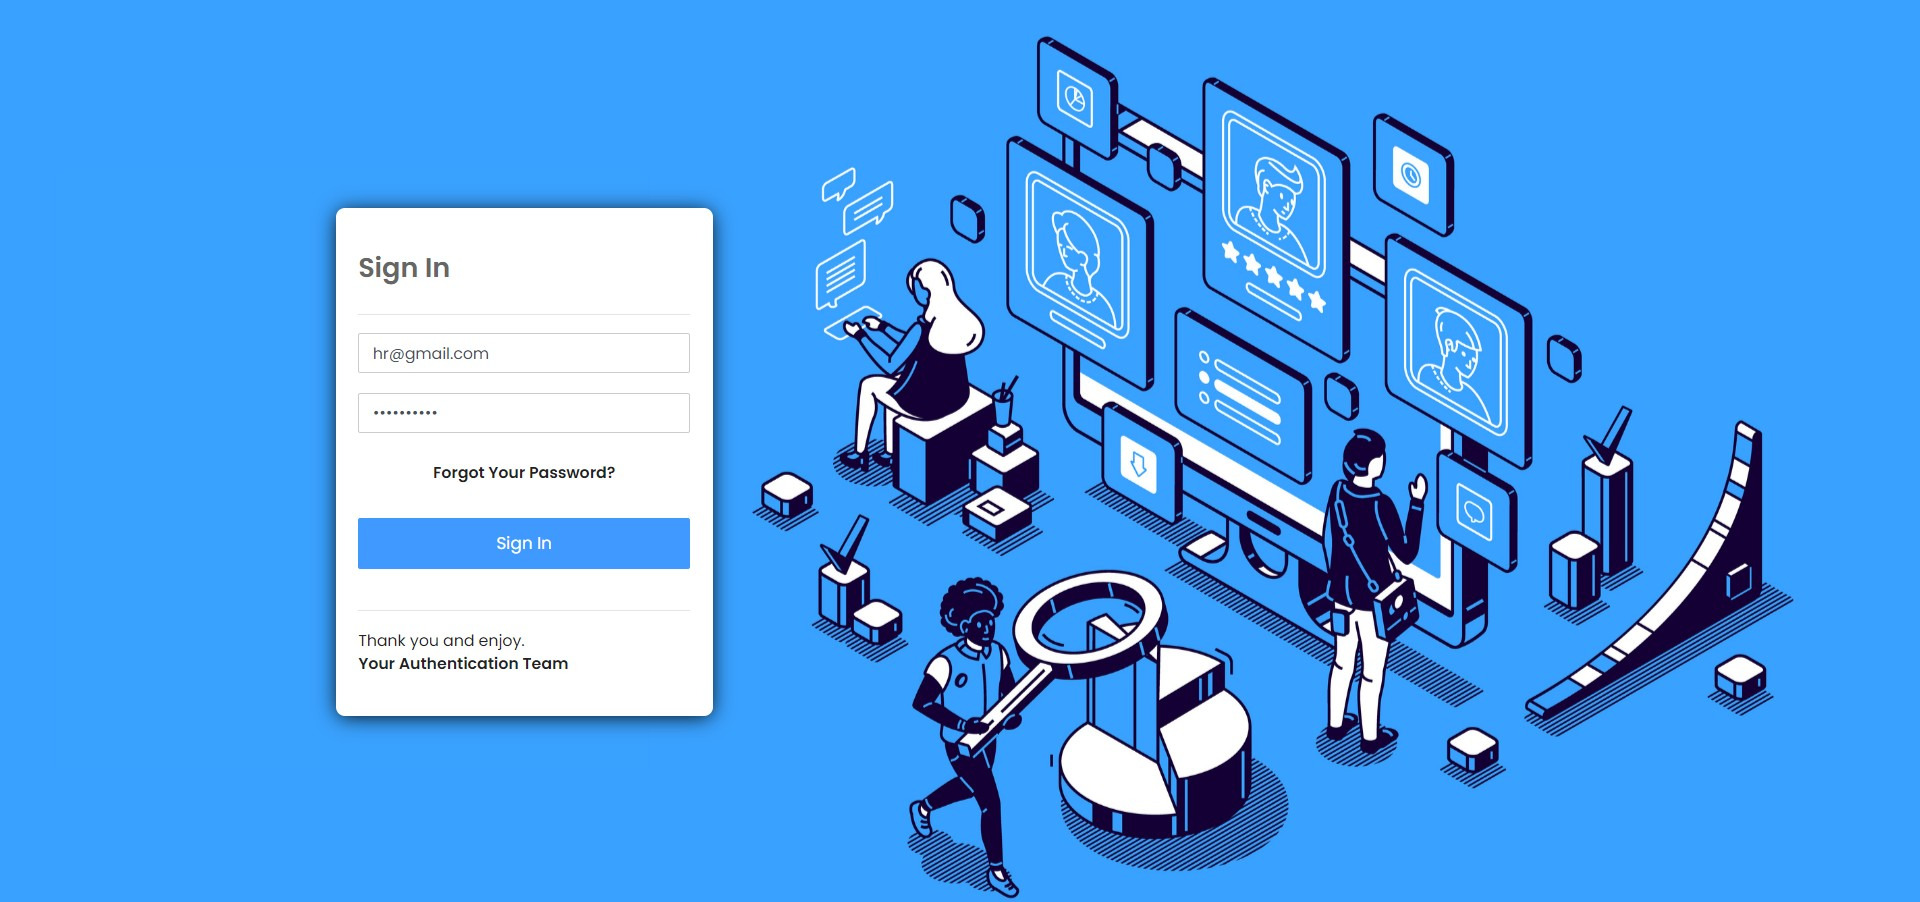 Sign In
hr@gmail.com
••••••••••
Forgot Your Password?
Sign In
Thank you and enjoy.
Your Authentication Team